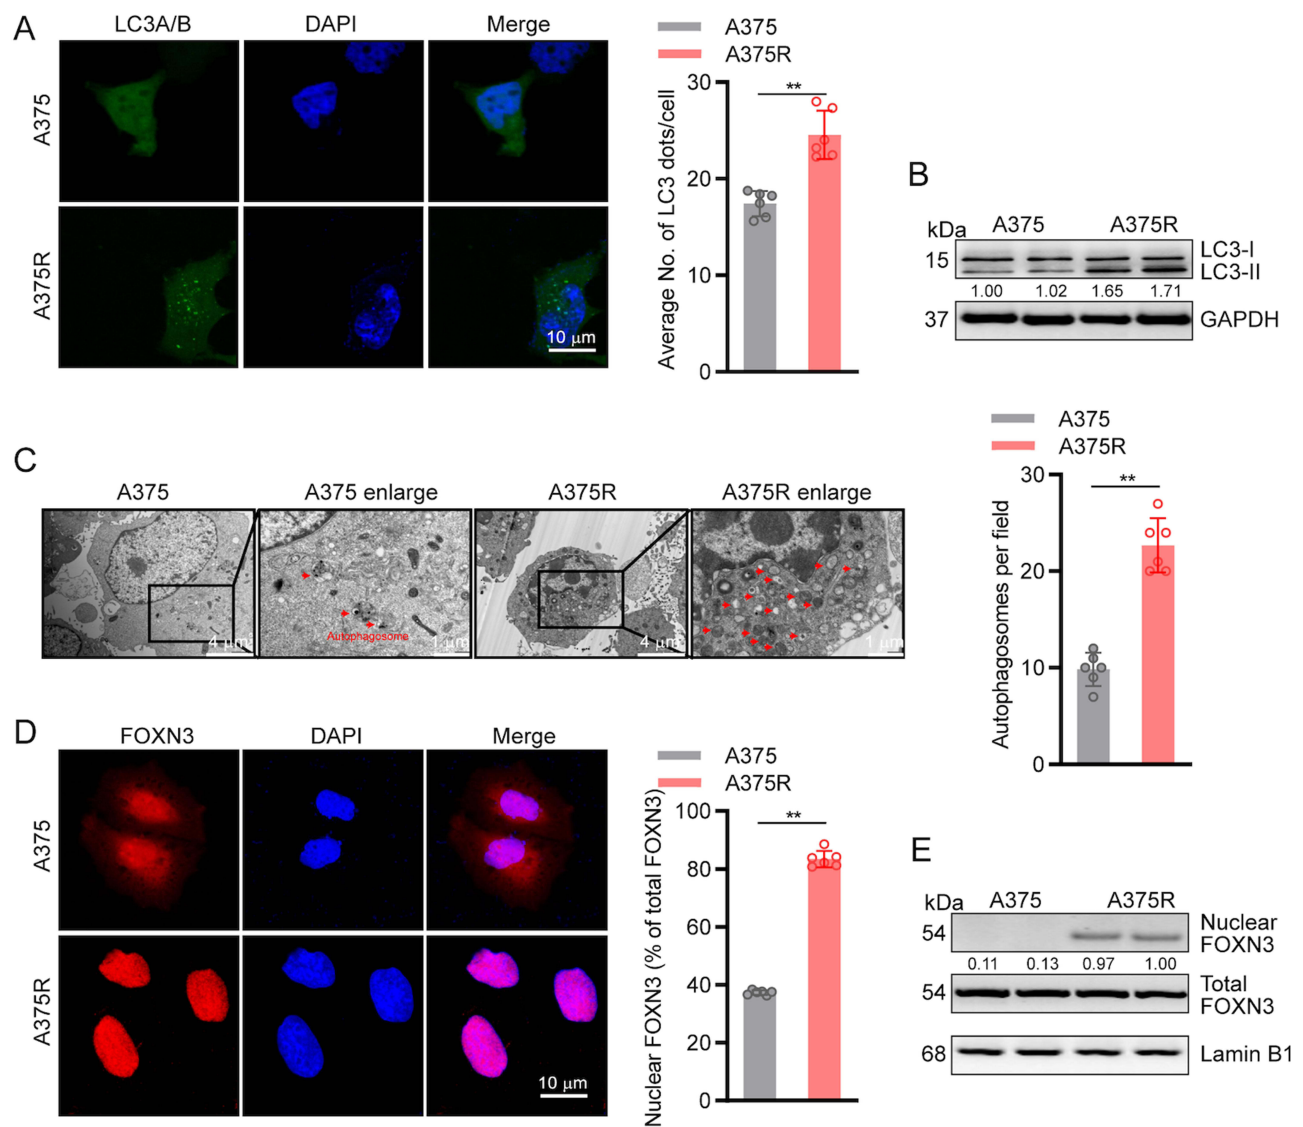 A
LC3A/B
DAPI
Merge
A375
A375R
10 μm
A375
A375R
Average No. of LC3 dots/cell
30
20
10
0
**
B
kDa
A375
A375R
15
LC3-I
LC3-II
1.00
1.02
1.65
1.71
37
GAPDH
C
A375
A375 enlarge
A375R
A375R enlarge
4 μm
Autophagosome
1 μm
4 μm
1 μm
A375
A375R
Autophagosomes per field
30
20
10
0
**
D
FOXN3
DAPI
Merge
A375
A375R
10 μm
A375
A375R
Nuclear FOXN3 (% of total FOXN3)
100
80
60
40
20
0
**
E
kDa
A375
A375R
54
Nuclear
FOXN3
0.11
0.13
0.97
1.00
54
Total
FOXN3
68
Lamin B1